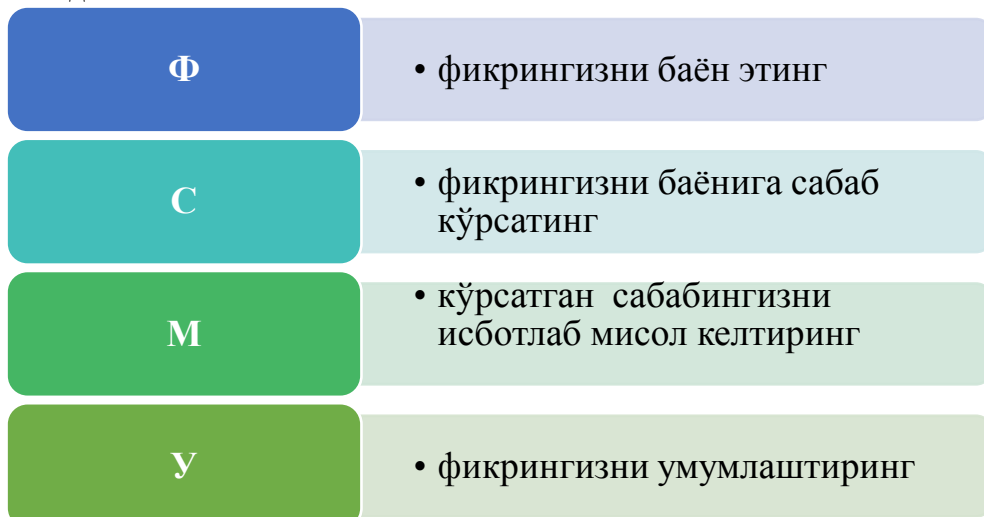 Ф
• фикрингизни баён этинг
С
• фикрингизни баёнига сабаб
кўрсатинг
М
• кўрсатган сабабингизни
исботлаб мисол келтиринг
У
• фикрингизни умумлаштиринг